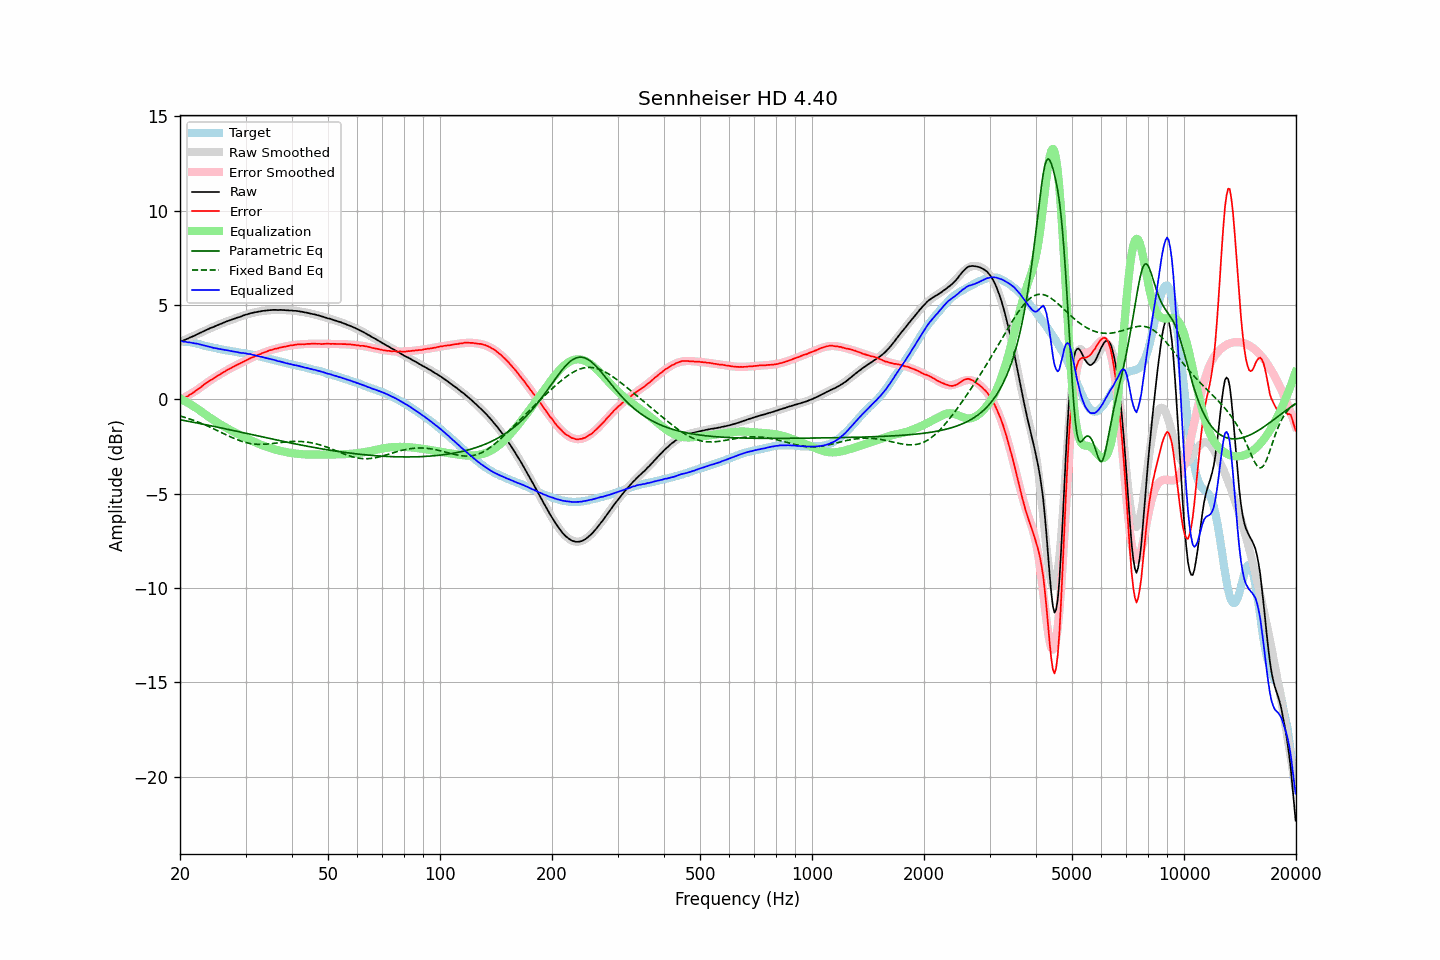 Sennheiser HD 4.40
15
10
5
0
−5
−10
−15
−20
Amplitude (dBr)
Target
Raw Smoothed
Error Smoothed
Raw
Error
Equalization
Parametric Eq
Fixed Band Eq
Equalized
20 50 100 200 500 1000 2000 5000 10000 20000
Frequency (Hz)